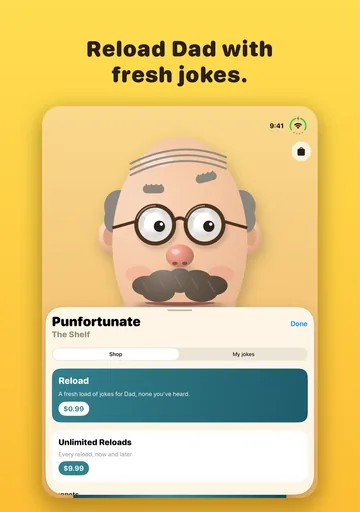 Reload Dad with
fresh jokes.
9:41
Punfortunate
Done
The Shelf
Shop
My jokes
Reload
A fresh load of jokes for Dad, none you've heard.
$0.99
Unlimited Reloads
Every reload, now and later.
$9.99